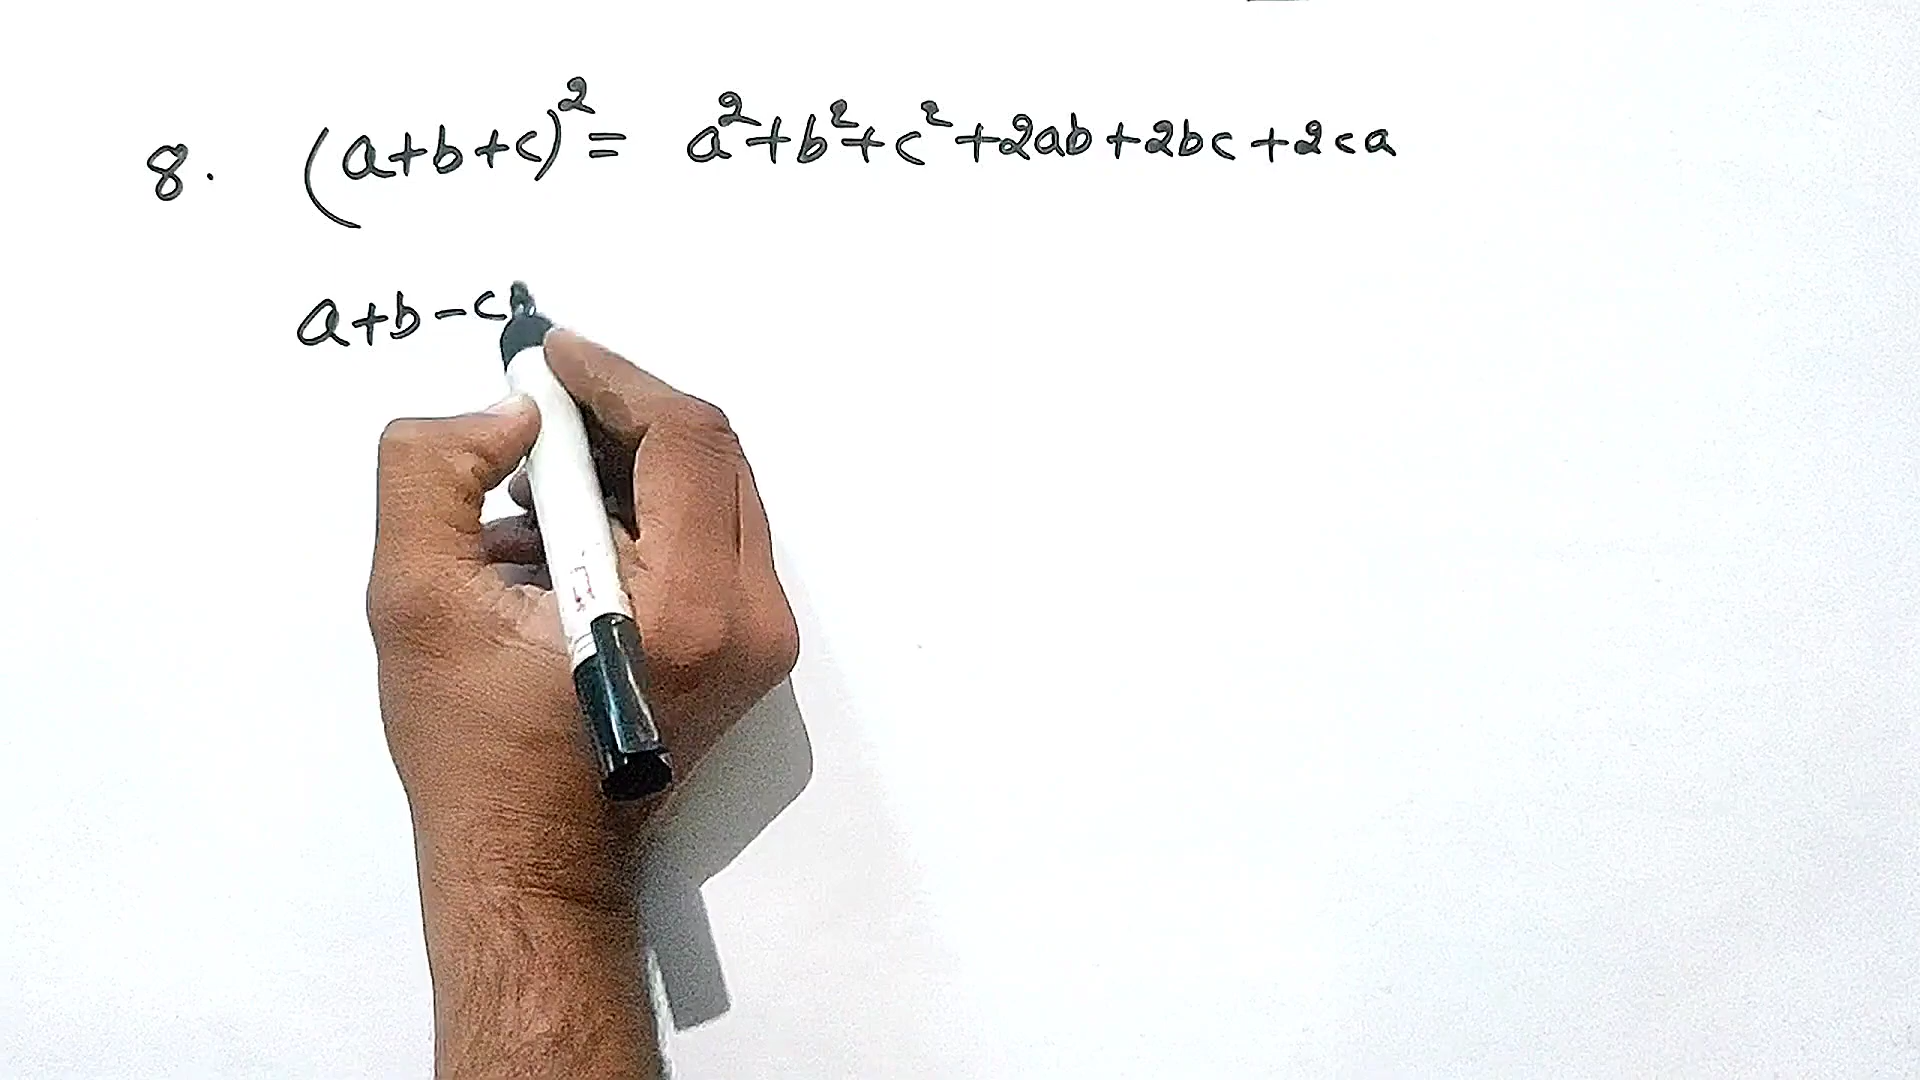 8. (a+b+c)² = a²+b²+c²+2ab+2bc+2ca
a+b-c